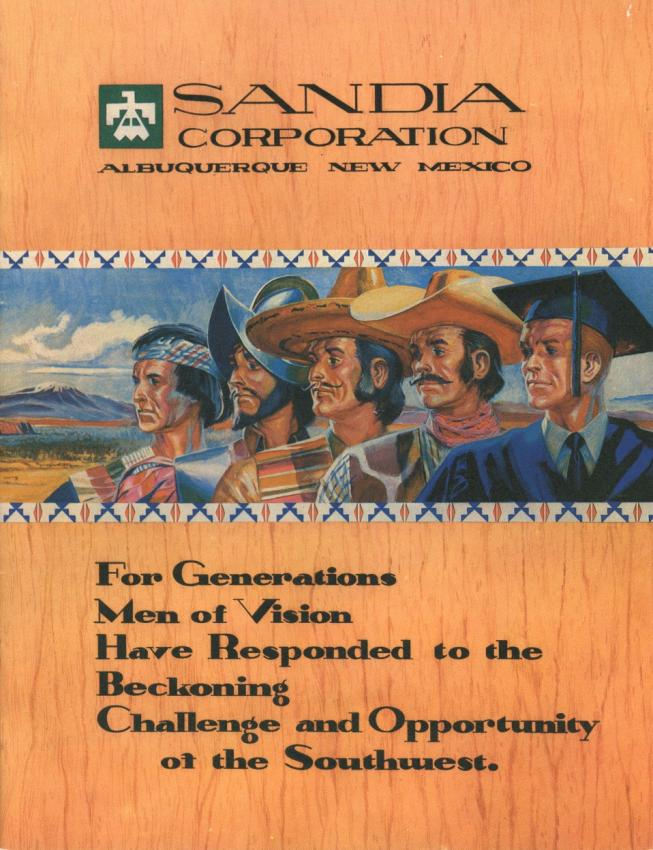 SANDIA
CORPORATION
ALBUQUERQUE NEW MEXICO
For Generations
Men of Vision
Have Responded to the
Beckoning
Challenge and Opportunity
of the Southwest.